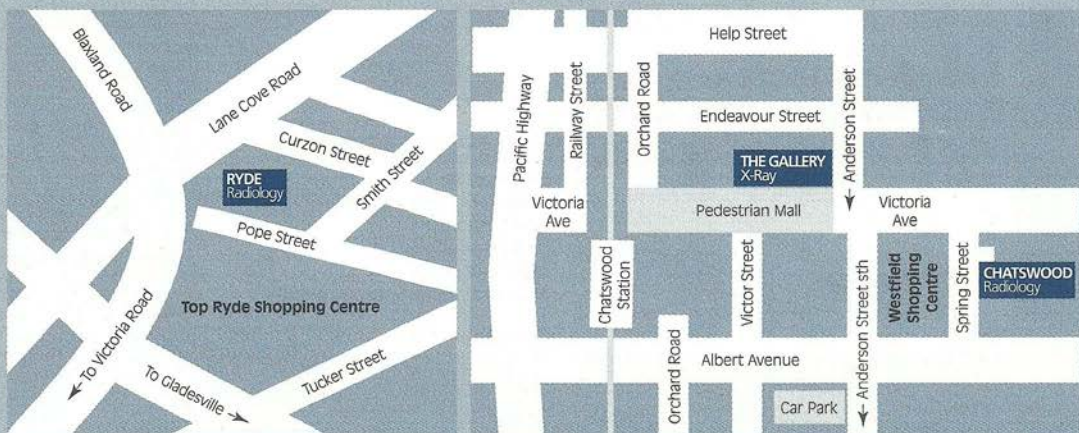 Blaxland Road
Lane Cove Road
Curzon Street
Smith Street
RYDE
Radiology
Pope Street
Top Ryde Shopping Centre
To Victoria Road
To Gladesville
Tucker Street
Help Street
Pacific Highway
Railway Street
Orchard Road
Endeavour Street
Anderson Street
THE GALLERY
X-Ray
Victoria
Ave
Pedestrian Mall
Victoria
Ave
Chatswood
Station
Victor Street
Anderson Street sth
Westfield
Shopping
Centre
Spring Street
CHATSWOOD
Radiology
Orchard Road
Albert Avenue
Car Park